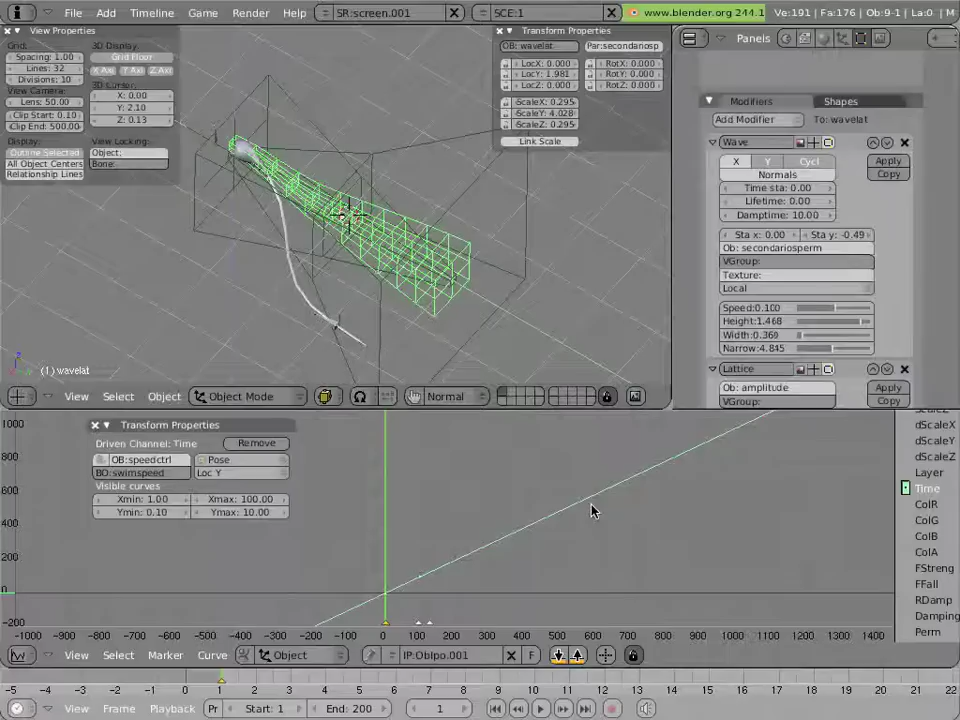 File Add Timeline Game Render Help SR:screen.001 SCE:1 www.blender.org 244.1 Ve:191 | Fa:176 | Ob:9-1 | La:0 | M
View Properties
Grid:
Spacing: 1.00
Lines: 32
Divisions: 10
View Camera:
Lens: 50.00
Clip Start: 0.10
Clip End: 500.00
Display:
Outline Selected
All Object Centers
Relationship Lines
3D Display:
Grid Floor
X Axi Y Axi Z Axi
3D Cursor:
X: 0.00
Y: 2.10
Z: 0.13
View Locking:
Object:
Bone:
Transform Properties
OB: wavelat Par:secondariosp
LocX: 0.000 RotX: 0.000
LocY: 1.981 RotY: 0.000
LocZ: 0.000 RotZ: 0.000
ScaleX: 0.295
ScaleY: 4.028
ScaleZ: 0.295
Link Scale
(1) wavelat
View Select Object Object Mode Normal
Panels
Modifiers Shapes
Add Modifier To: wavelat
Wave
X Y Cycl Apply
Normals Copy
Time sta: 0.00
Lifetime: 0.00
Damptime: 10.00
Sta x: 0.00 Sta y: -0.49
Ob: secondariosperm
VGroup:
Texture:
Local
Speed:0.100
Height:1.468
Width:0.369
Narrow:4.845
Lattice
Ob: amplitude Apply
VGroup: Copy
Transform Properties
Driven Channel: Time Remove
OB:speedctrl Pose
BO:swimspeed Loc Y
Visible curves
Xmin: 1.00 Xmax: 100.00
Ymin: 0.10 Ymax: 10.00
1000
800
600
400
200
0
-200
-1000 -900 -800 -700 -600 -500 -400 -300 -200 -100 0 100 200 300 400 500 600 700 800 900 1000 1100 1200 1300 1400
ScaleZ
dScaleX
dScaleY
dScaleZ
Layer
Time
ColR
ColG
ColB
ColA
FStreng
FFall
RDamp
Damping
Perm
View Select Marker Curve Object IP:ObIpo.001 F
-5 -4 -3 -2 -1 0 1 2 3 4 5 6 7 8 9 10 11 12 13 14 15 16 17 18 19 20 21 22
View Frame Playback Pr Start: 1 End: 200 1